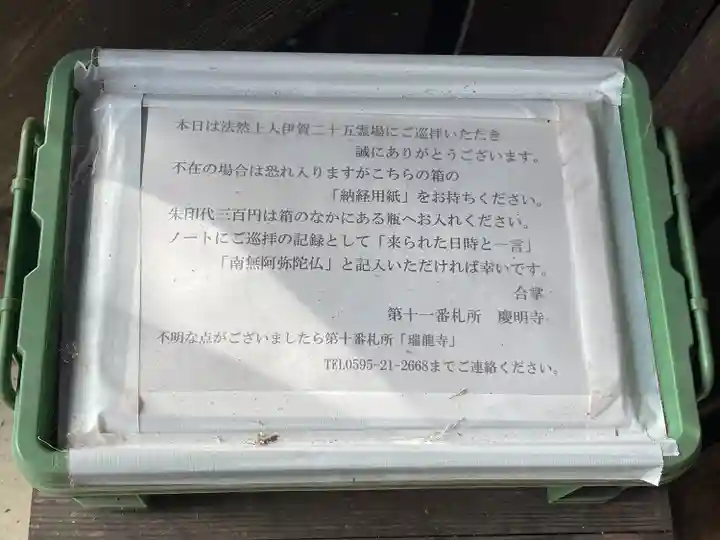 本日は法然上人伊賀二十五霊場にご巡拝いただき
誠にありがとうございます。
不在の場合は恐れ入りますがこちらの箱の
「納経用紙」をお持ちください。
朱印代三百円は箱のなかにある瓶へお入れください。
ノートにご巡拝の記録として「来られた日時と一言」
「南無阿弥陀仏」と記入いただければ幸いです。
合掌
第十一番札所　慶明寺
不明な点がございましたら第十番札所「瑞龍寺」
TEL0595-21-2668までご連絡ください。